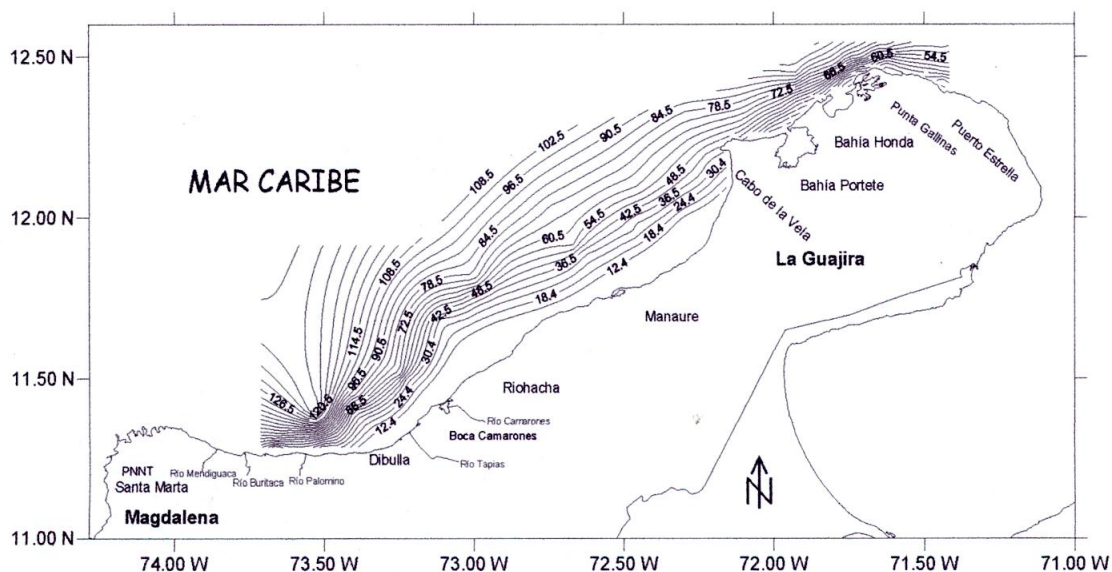 12.50 N
12.00 N
11.50 N
11.00 N
74.00 W
73.50 W
73.00 W
72.50 W
72.00 W
71.50 W
71.00 W
MAR CARIBE
La Guajira
Magdalena
PNNT
Santa Marta
Río Mendiguaca
Río Buritaca
Río Palomino
Dibulla
Río Tapias
Boca Camarones
Río Camarones
Riohacha
Manaure
Cabo de la Vela
Bahía Portete
Bahía Honda
Punta Gallinas
Puerto Estrella
N
54.5
60.5
66.5
72.5
78.5
84.5
90.5
102.5
96.5
108.5
84.5
30.4
48.5
36.5
24.4
42.5
54.5
18.4
60.5
36.5
12.4
108.5
78.5
48.5
18.4
42.5
72.5
30.4
114.5
90.5
96.5
24.4
12.4
126.5